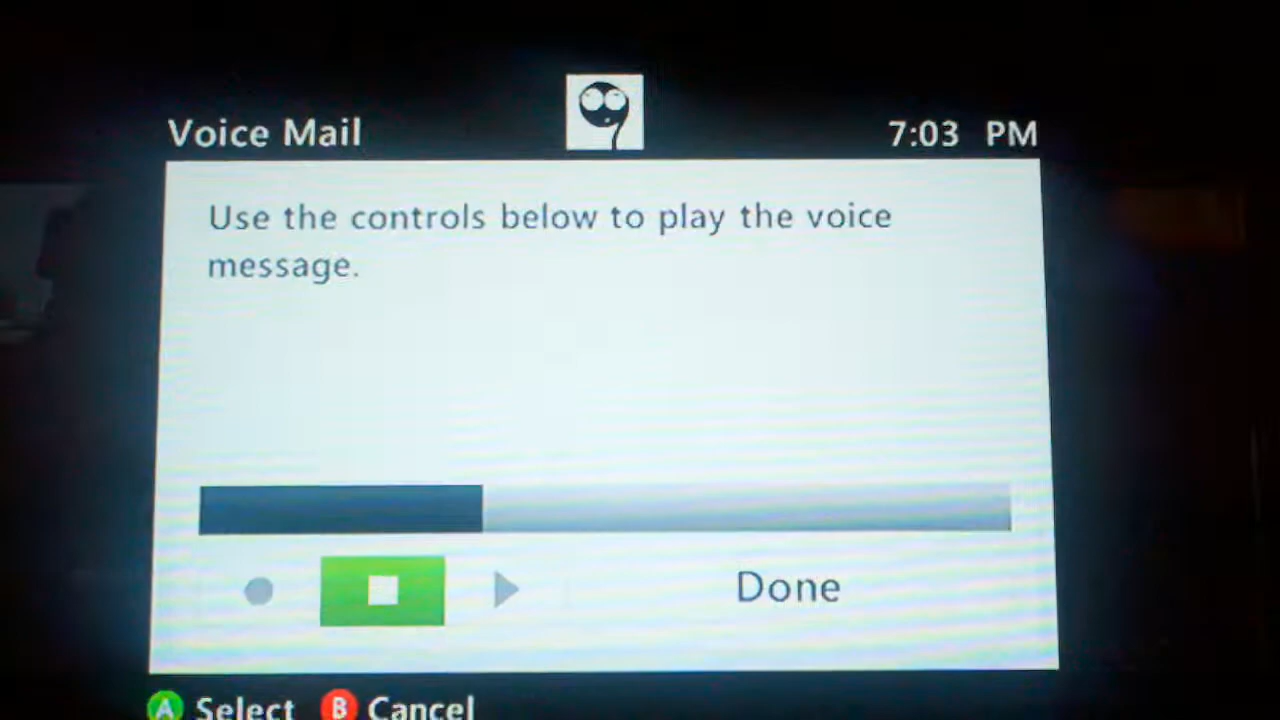 Voice Mail
7:03 PM
Use the controls below to play the voice
message.
Done
A Select B Cancel